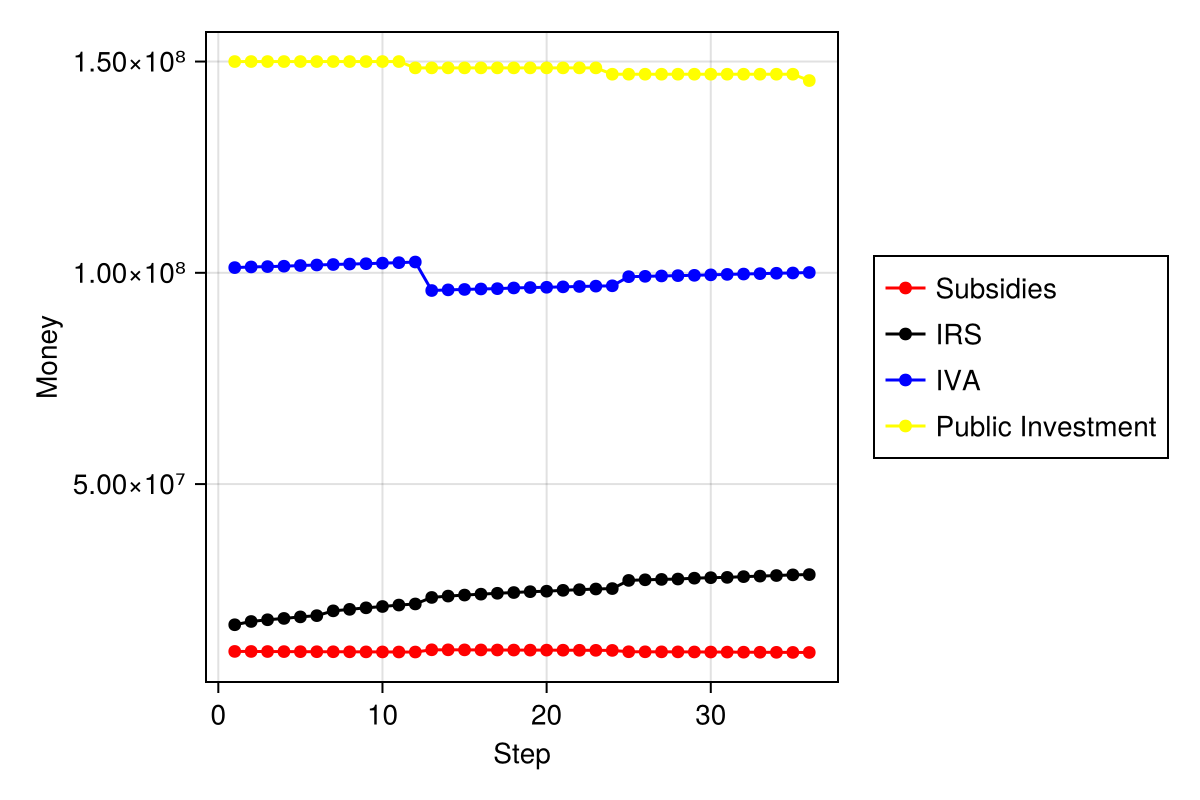 1.50×10⁸
1.00×10⁸
5.00×10⁷
Money
0 10 20 30
Step
Subsidies
IRS
IVA
Public Investment